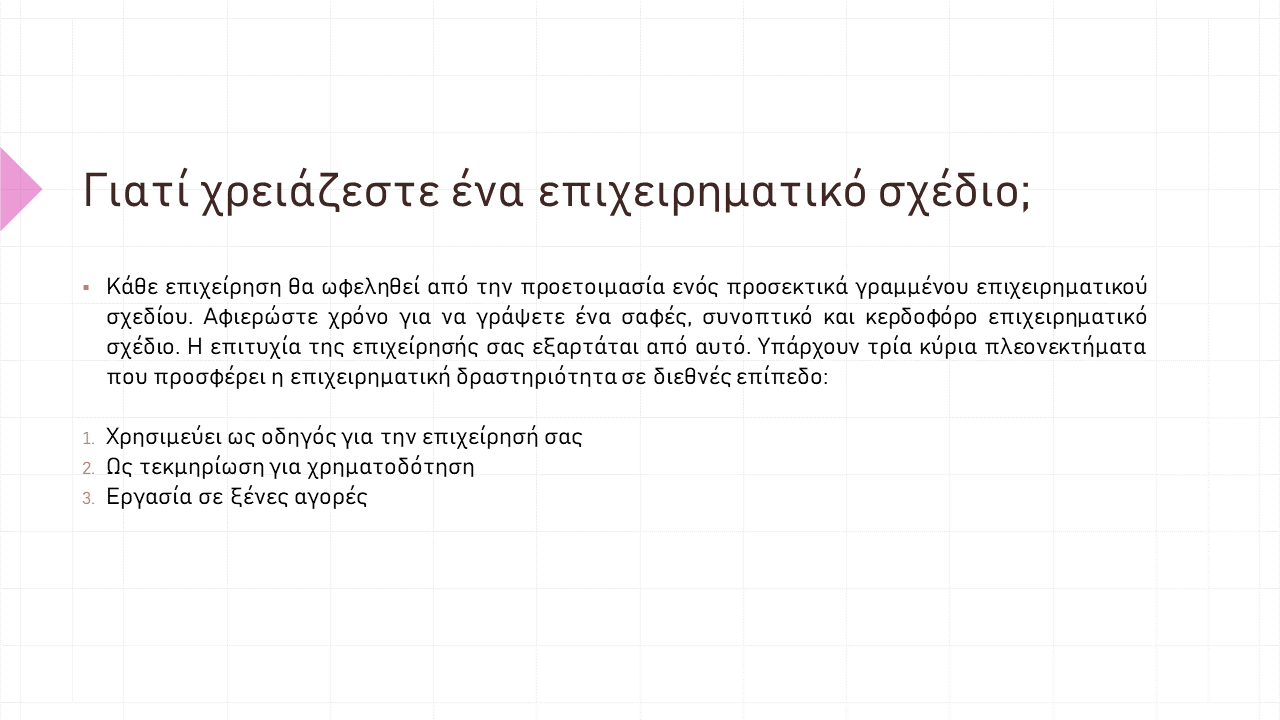 Γιατί χρειάζεστε ένα επιχειρηματικό σχέδιο;
▪ Κάθε επιχείρηση θα ωφεληθεί από την προετοιμασία ενός προσεκτικά γραμμένου επιχειρηματικού
σχεδίου. Αφιερώστε χρόνο για να γράψετε ένα σαφές, συνοπτικό και κερδοφόρο επιχειρηματικό
σχέδιο. Η επιτυχία της επιχείρησής σας εξαρτάται από αυτό. Υπάρχουν τρία κύρια πλεονεκτήματα
που προσφέρει η επιχειρηματική δραστηριότητα σε διεθνές επίπεδο:
1. Χρησιμεύει ως οδηγός για την επιχείρησή σας
2. Ως τεκμηρίωση για χρηματοδότηση
3. Εργασία σε ξένες αγορές